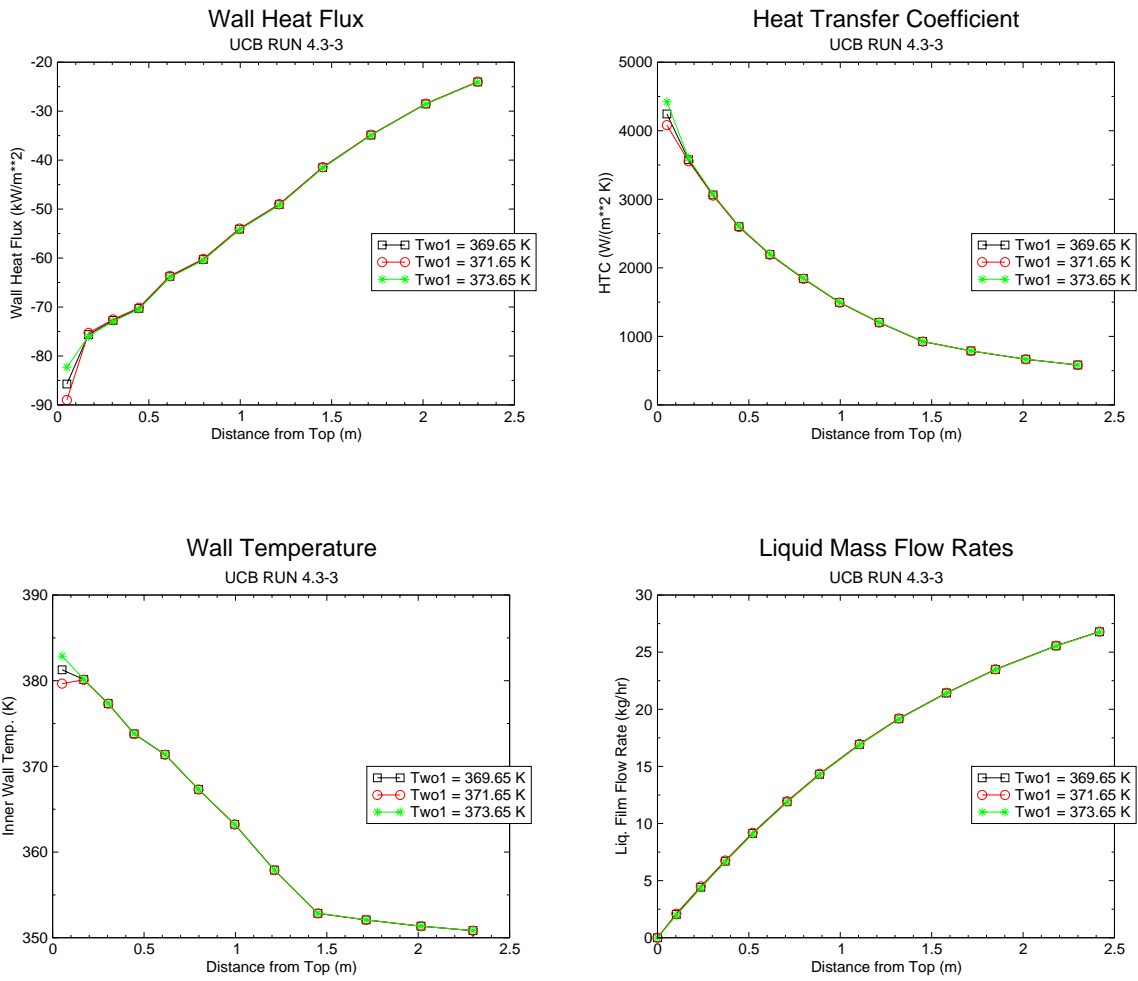 Wall Heat Flux
UCB RUN 4.3-3
-20
-30
-40
-50
-60
-70
-80
-90
Wall Heat Flux (kW/m**2)
0
0.5
1
1.5
2
2.5
Distance from Top (m)
Two1 = 369.65 K
Two1 = 371.65 K
Two1 = 373.65 K
Heat Transfer Coefficient
UCB RUN 4.3-3
5000
4000
3000
2000
1000
0
HTC (W/(m**2 K))
0
0.5
1
1.5
2
2.5
Distance from Top (m)
Two1 = 369.65 K
Two1 = 371.65 K
Two1 = 373.65 K
Wall Temperature
UCB RUN 4.3-3
390
380
370
360
350
Inner Wall Temp. (K)
0
0.5
1
1.5
2
2.5
Distance from Top (m)
Two1 = 369.65 K
Two1 = 371.65 K
Two1 = 373.65 K
Liquid Mass Flow Rates
UCB RUN 4.3-3
30
25
20
15
10
5
0
Liq. Film Flow Rate (kg/hr)
0
0.5
1
1.5
2
2.5
Distance from Top (m)
Two1 = 369.65 K
Two1 = 371.65 K
Two1 = 373.65 K